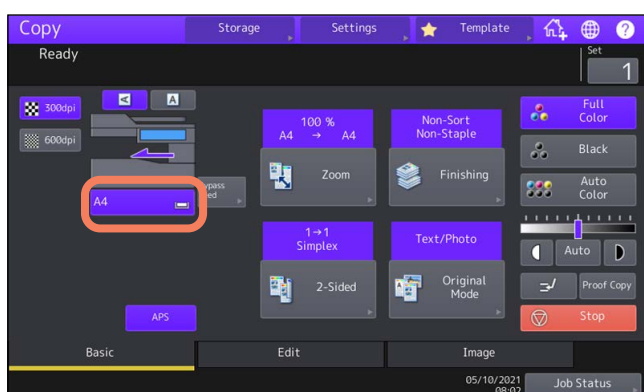 Copy
Storage
Settings
Template
?
Ready
Set
1
300dpi
A
A
600dpi
100 %
A4 → A4
Zoom
Non-Sort
Non-Staple
Finishing
Full
Color
Black
Auto
Color
A4
1→1
Simplex
2-Sided
Text/Photo
Original
Mode
Auto
Proof Copy
Stop
APS
Basic
Edit
Image
05/10/2021
08:02
Job Status